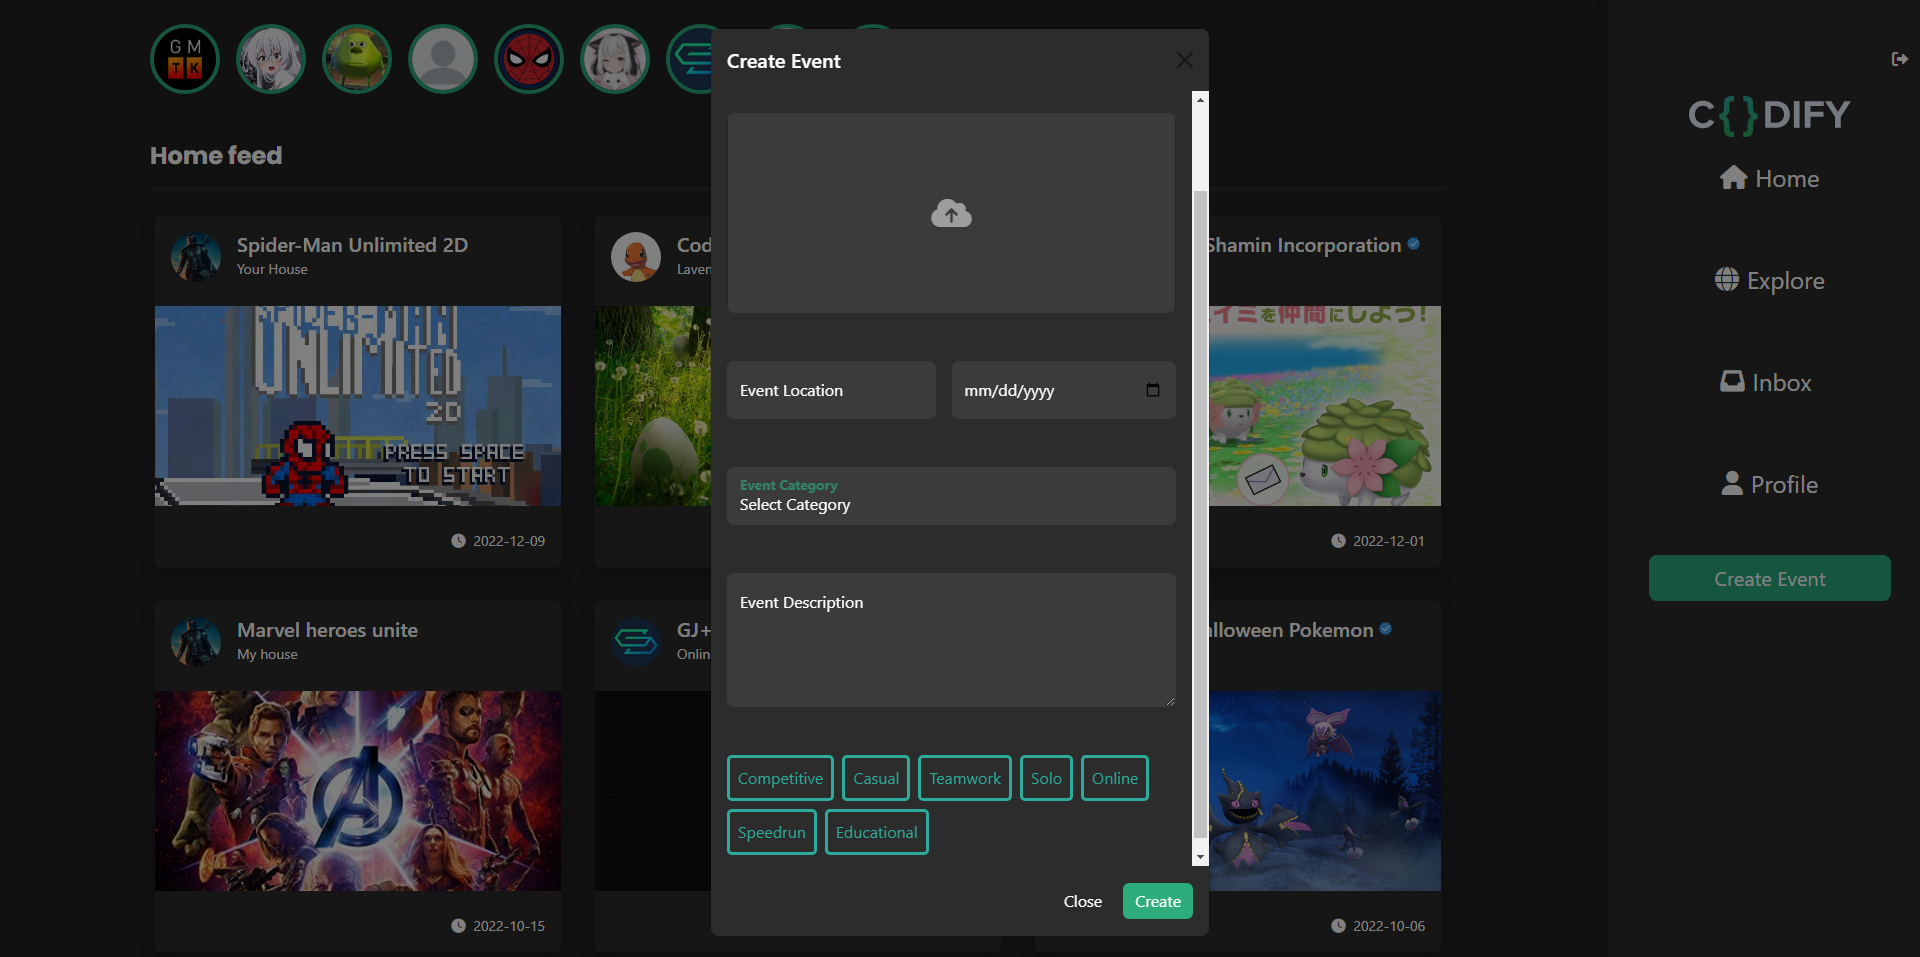 GM
TK
Create Event
C{}DIFY
Home feed
Home
Spider-Man Unlimited 2D
Your House
Cod
Laven
Shamin Incorporation
Explore
SPIDER-MAN
UNLIMITED
2D
PRESS SPACE
TO START
イミを仲間にしよう!
Event Location
mm/dd/yyyy
Inbox
Event Category
Select Category
Profile
2022-12-09
2022-12-01
Create Event
Event Description
Marvel heroes unite
My house
GJ+
Onlin
lloween Pokemon
Competitive
Casual
Teamwork
Solo
Online
Speedrun
Educational
Close
Create
2022-10-15
2022-10-06